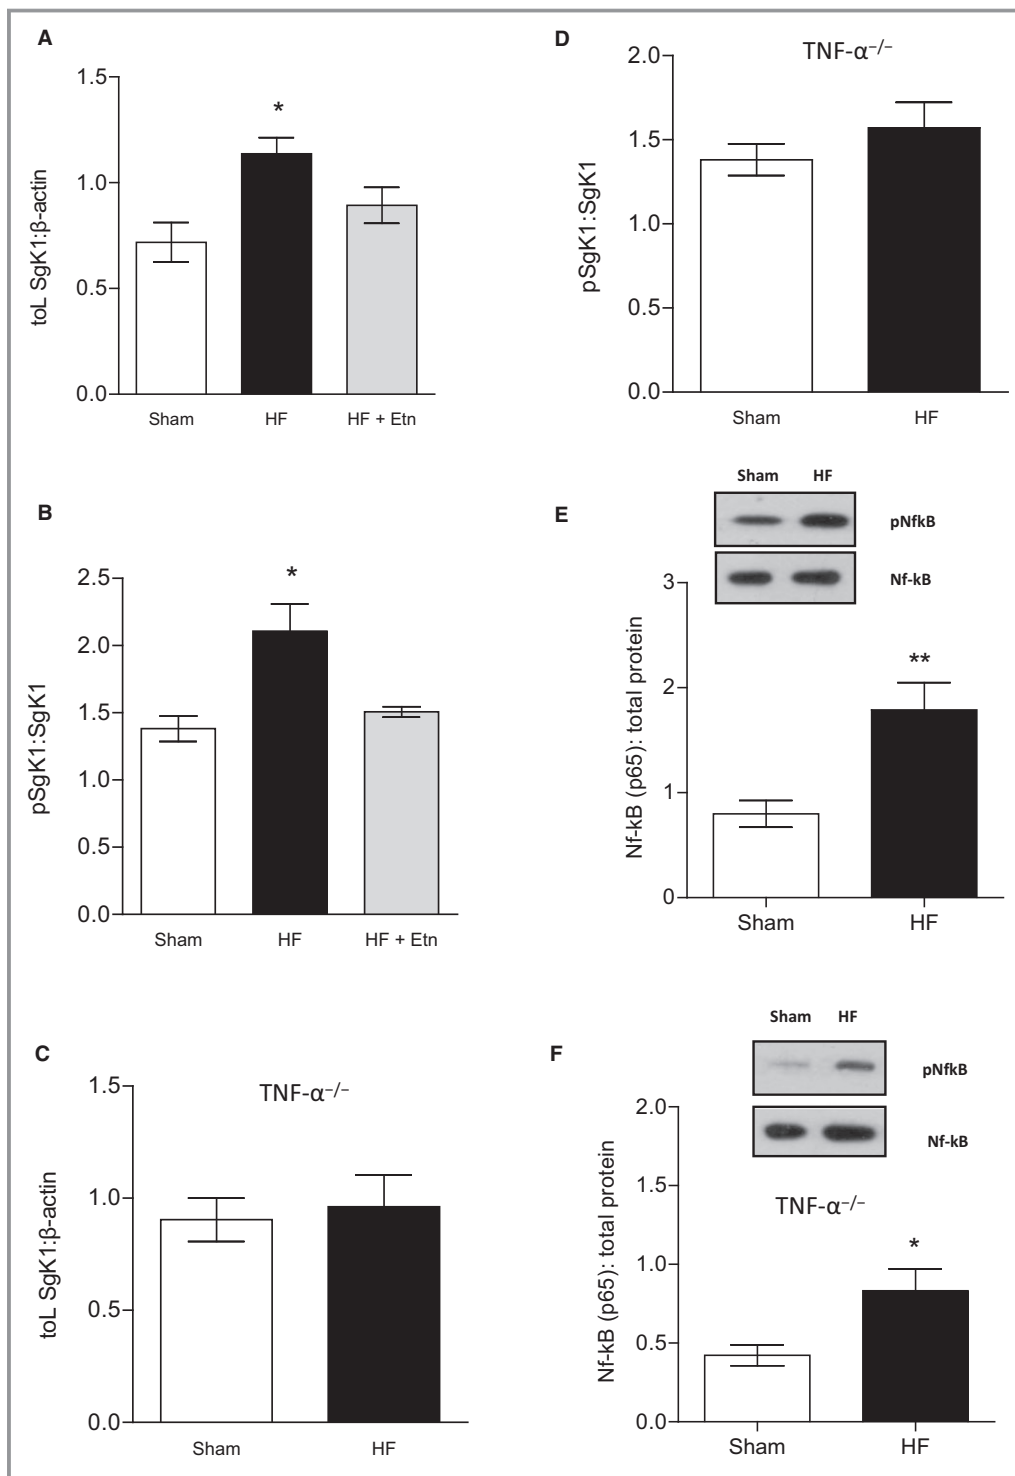 A
1.5
*
1.0
toL SgK1:β-actin
0.5
0.0
Sham HF HF + Etn
B
2.5
*
2.0
pSgK1:SgK1
1.5
1.0
0.5
0.0
Sham HF HF + Etn
C
1.5
TNF-α⁻/⁻
toL SgK1:β-actin
1.0
0.5
0.0
Sham HF
D
TNF-α⁻/⁻
2.0
pSgK1:SgK1
1.5
1.0
0.5
0.0
Sham HF
E
Sham HF
pNfkB
Nf-kB
3
Nf-kB (p65): total protein
**
2
1
0
Sham HF
F
Sham HF
pNfkB
2.0
Nf-kB
Nf-kB (p65): total protein
1.5
TNF-α⁻/⁻
*
1.0
0.5
0.0
Sham HF